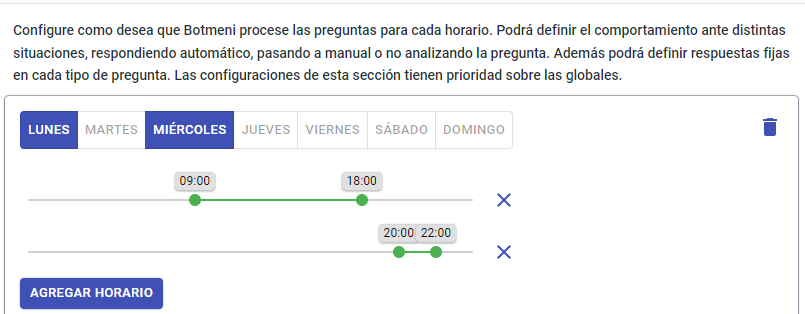 Configure como desea que Botmeni procese las preguntas para cada horario. Podrá definir el comportamiento ante distintas
situaciones, respondiendo automático, pasando a manual o no analizando la pregunta. Además podrá definir respuestas fijas
en cada tipo de pregunta. Las configuraciones de esta sección tienen prioridad sobre las globales.
LUNES MARTES MIÉRCOLES JUEVES VIERNES SÁBADO DOMINGO
09:00 18:00
20:00 22:00
AGREGAR HORARIO